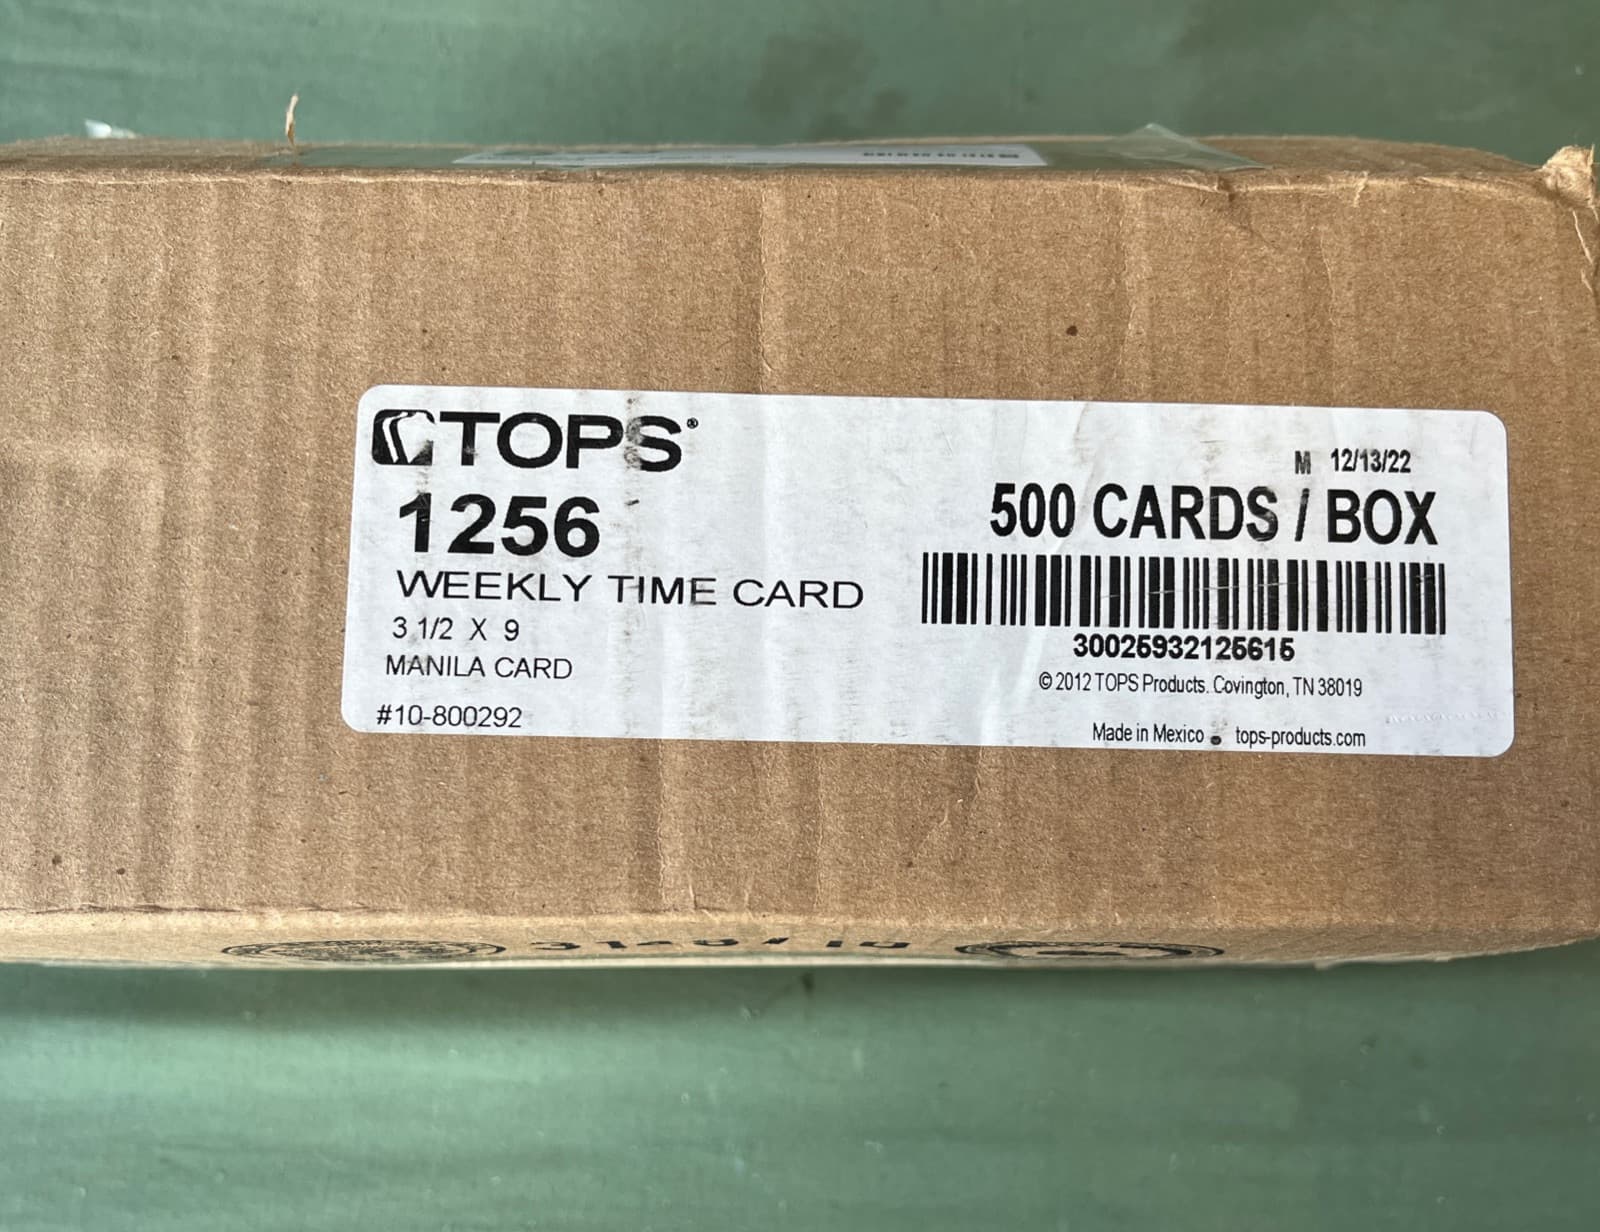 TOPS®
1256
WEEKLY TIME CARD
3 1/2 X 9
MANILA CARD
#10-800292
M 12/13/22
500 CARDS / BOX
30025932125615
© 2012 TOPS Products. Covington, TN 38019
Made in Mexico • tops-products.com